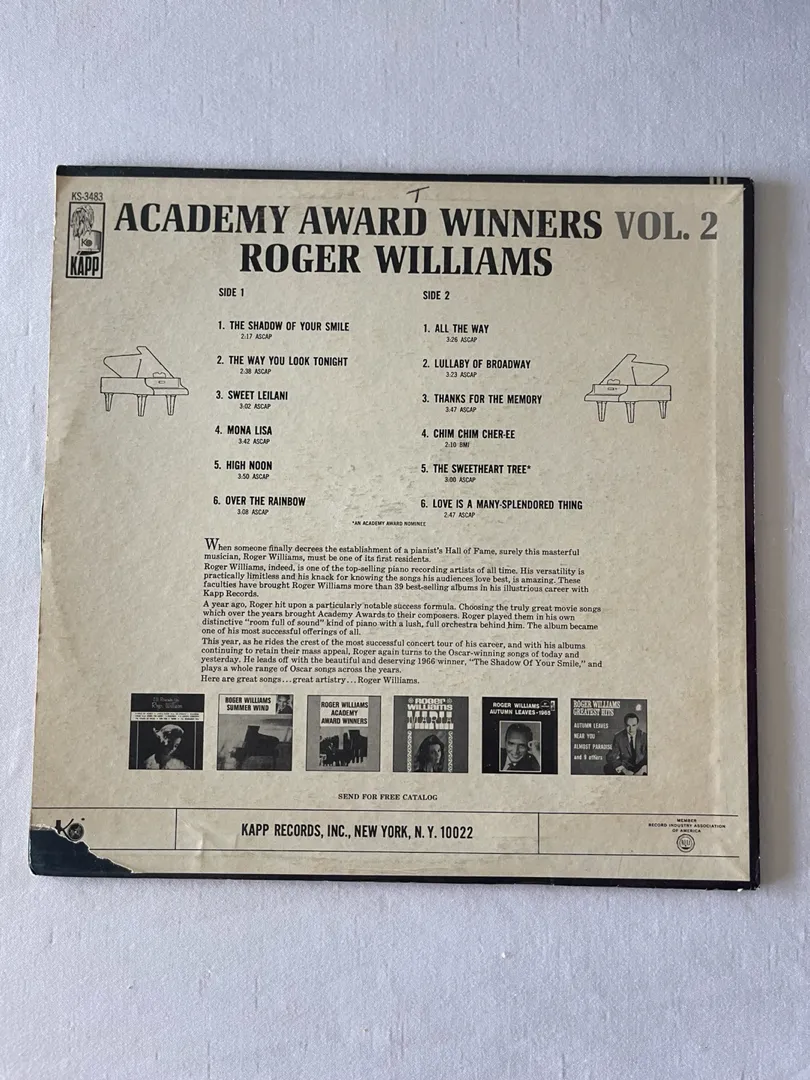 T
KS-3483
KAPP
ACADEMY AWARD WINNERS VOL. 2
ROGER WILLIAMS
SIDE 1
1. THE SHADOW OF YOUR SMILE
2:17 ASCAP
2. THE WAY YOU LOOK TONIGHT
2:38 ASCAP
3. SWEET LEILANI
3:02 ASCAP
4. MONA LISA
3:42 ASCAP
5. HIGH NOON
3:50 ASCAP
6. OVER THE RAINBOW
3:08 ASCAP
SIDE 2
1. ALL THE WAY
3:26 ASCAP
2. LULLABY OF BROADWAY
3:23 ASCAP
3. THANKS FOR THE MEMORY
3:47 ASCAP
4. CHIM CHIM CHER-EE
2:10 BMI
5. THE SWEETHEART TREE*
3:00 ASCAP
6. LOVE IS A MANY-SPLENDORED THING
2:47 ASCAP
*AN ACADEMY AWARD NOMINEE
When someone finally decrees the establishment of a pianist's Hall of Fame, surely this masterful
musician, Roger Williams, must be one of its first residents.
Roger Williams, indeed, is one of the top-selling piano recording artists of all time. His versatility is
practically limitless and his knack for knowing the songs his audiences love best, is amazing. These
faculties have brought Roger Williams more than 39 best-selling albums in his illustrious career with
Kapp Records.
A year ago, Roger hit upon a particularly notable success formula. Choosing the truly great movie songs
which over the years brought Academy Awards to their composers. Roger played them in his own
distinctive "room full of sound" kind of piano with a lush, full orchestra behind him. The album became
one of his most successful offerings of all.
This year, as he rides the crest of the most successful concert tour of his career, and with his albums
continuing to retain their mass appeal, Roger again turns to the Oscar-winning songs of today and
yesterday. He leads off with the beautiful and deserving 1966 winner, "The Shadow Of Your Smile," and
plays a whole range of Oscar songs across the years.
Here are great songs...great artistry...Roger Williams.
Roger Williams
ROGER WILLIAMS
SUMMER WIND
ROGER WILLIAMS
ACADEMY
AWARD WINNERS
ROGER
WILLIAMS
ROGER WILLIAMS
AUTUMN LEAVES-1965
ROGER WILLIAMS
GREATEST HITS
AUTUMN LEAVES
NEAR YOU
ALMOST PARADISE
and 9 others
SEND FOR FREE CATALOG
KAPP RECORDS, INC., NEW YORK, N. Y. 10022
MEMBER
RECORD INDUSTRY ASSOCIATION
OF AMERICA